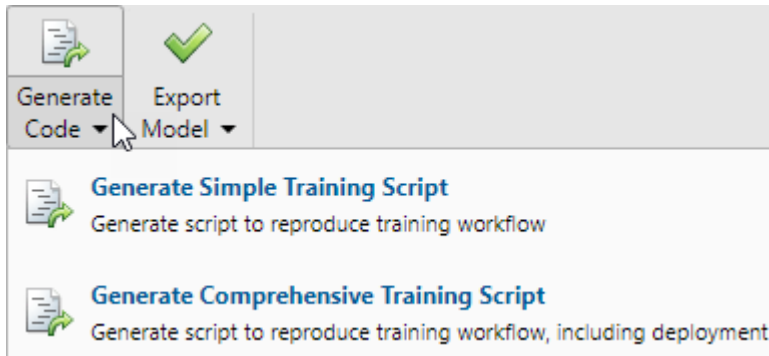 Generate Code
Export Model
Generate Simple Training Script
Generate script to reproduce training workflow
Generate Comprehensive Training Script
Generate script to reproduce training workflow, including deployment